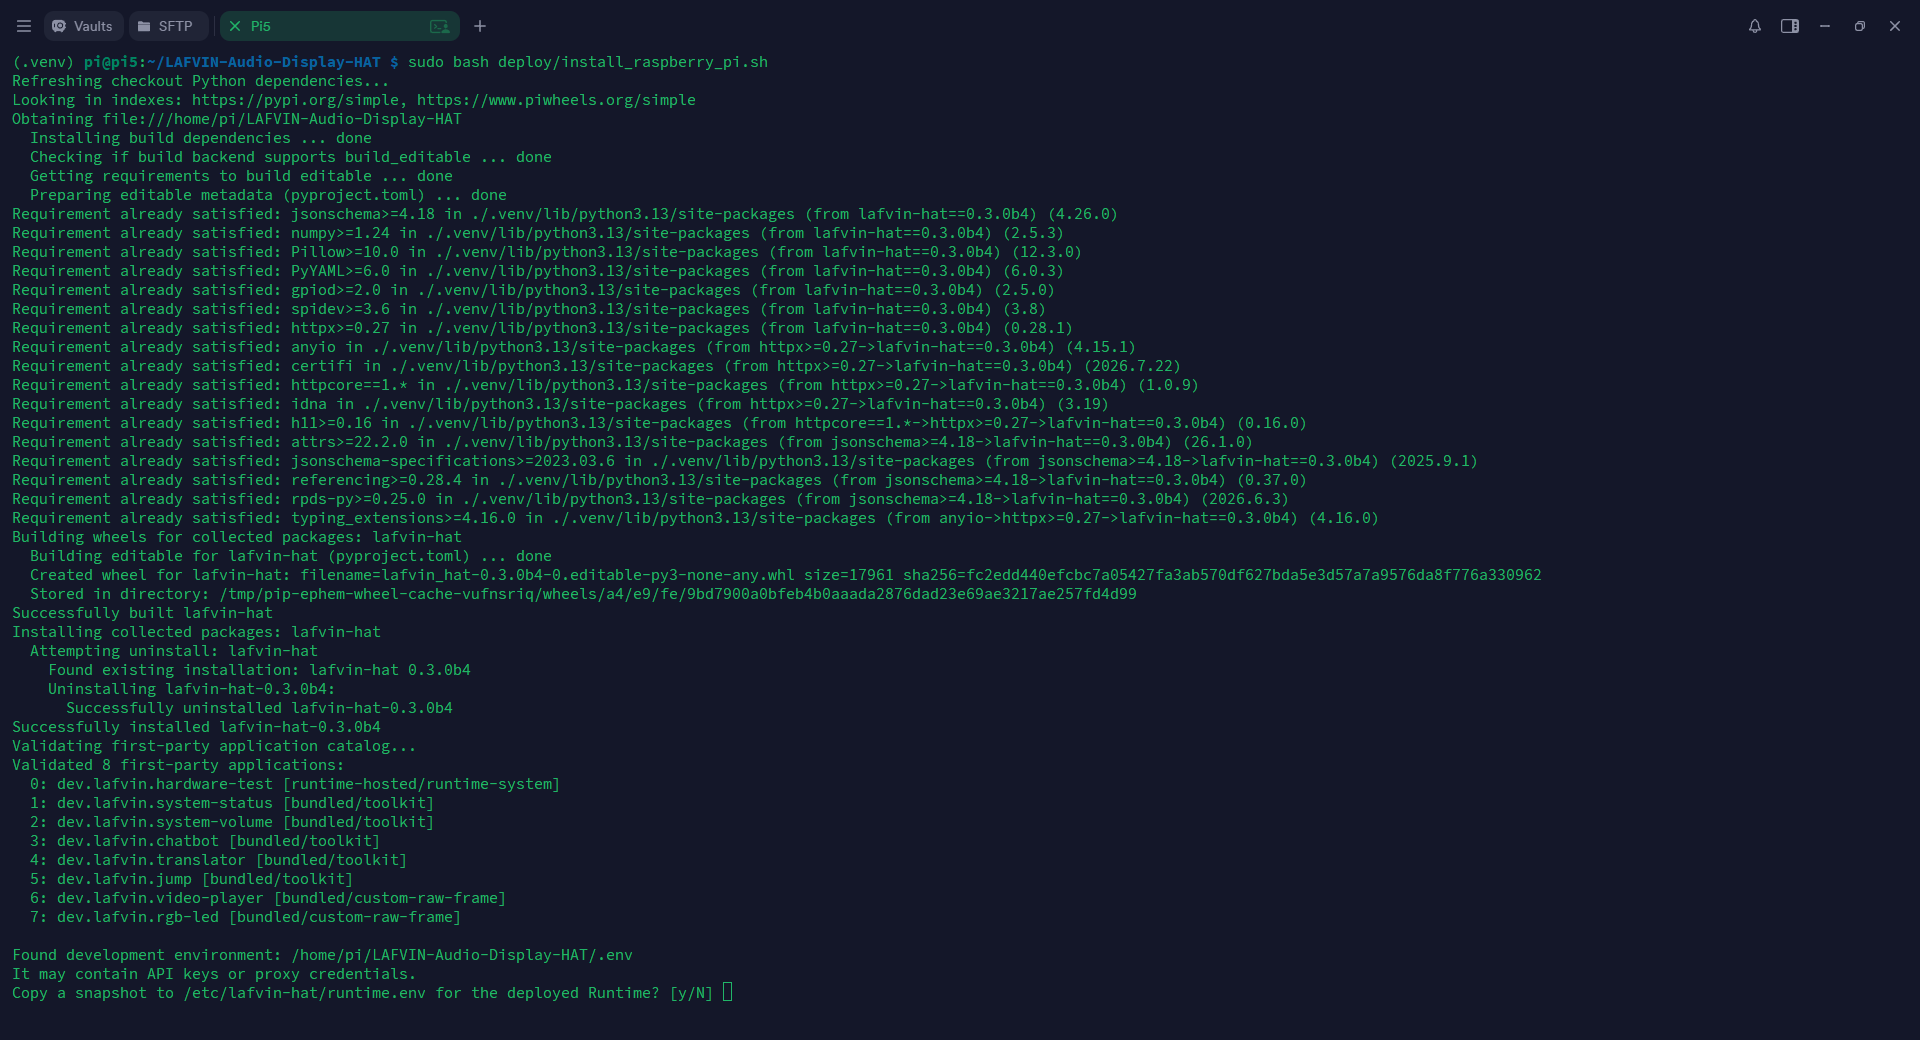 Vaults SFTP Pi5
(.venv) pi@pi5:~/LAFVIN-Audio-Display-HAT $ sudo bash deploy/install_raspberry_pi.sh
Refreshing checkout Python dependencies...
Looking in indexes: https://pypi.org/simple, https://www.piwheels.org/simple
Obtaining file:///home/pi/LAFVIN-Audio-Display-HAT
  Installing build dependencies ... done
  Checking if build backend supports build_editable ... done
  Getting requirements to build editable ... done
  Preparing editable metadata (pyproject.toml) ... done
Requirement already satisfied: jsonschema>=4.18 in ./.venv/lib/python3.13/site-packages (from lafvin-hat==0.3.0b4) (4.26.0)
Requirement already satisfied: numpy>=1.24 in ./.venv/lib/python3.13/site-packages (from lafvin-hat==0.3.0b4) (2.5.3)
Requirement already satisfied: Pillow>=10.0 in ./.venv/lib/python3.13/site-packages (from lafvin-hat==0.3.0b4) (12.3.0)
Requirement already satisfied: PyYAML>=6.0 in ./.venv/lib/python3.13/site-packages (from lafvin-hat==0.3.0b4) (6.0.3)
Requirement already satisfied: gpiod>=2.0 in ./.venv/lib/python3.13/site-packages (from lafvin-hat==0.3.0b4) (2.5.0)
Requirement already satisfied: spidev>=3.6 in ./.venv/lib/python3.13/site-packages (from lafvin-hat==0.3.0b4) (3.8)
Requirement already satisfied: httpx>=0.27 in ./.venv/lib/python3.13/site-packages (from lafvin-hat==0.3.0b4) (0.28.1)
Requirement already satisfied: anyio in ./.venv/lib/python3.13/site-packages (from httpx>=0.27->lafvin-hat==0.3.0b4) (4.15.1)
Requirement already satisfied: certifi in ./.venv/lib/python3.13/site-packages (from httpx>=0.27->lafvin-hat==0.3.0b4) (2026.7.22)
Requirement already satisfied: httpcore==1.* in ./.venv/lib/python3.13/site-packages (from httpx>=0.27->lafvin-hat==0.3.0b4) (1.0.9)
Requirement already satisfied: idna in ./.venv/lib/python3.13/site-packages (from httpx>=0.27->lafvin-hat==0.3.0b4) (3.19)
Requirement already satisfied: h11>=0.16 in ./.venv/lib/python3.13/site-packages (from httpcore==1.*->httpx>=0.27->lafvin-hat==0.3.0b4) (0.16.0)
Requirement already satisfied: attrs>=22.2.0 in ./.venv/lib/python3.13/site-packages (from jsonschema>=4.18->lafvin-hat==0.3.0b4) (26.1.0)
Requirement already satisfied: jsonschema-specifications>=2023.03.6 in ./.venv/lib/python3.13/site-packages (from jsonschema>=4.18->lafvin-hat==0.3.0b4) (2025.9.1)
Requirement already satisfied: referencing>=0.28.4 in ./.venv/lib/python3.13/site-packages (from jsonschema>=4.18->lafvin-hat==0.3.0b4) (0.37.0)
Requirement already satisfied: rpds-py>=0.25.0 in ./.venv/lib/python3.13/site-packages (from jsonschema>=4.18->lafvin-hat==0.3.0b4) (2026.6.3)
Requirement already satisfied: typing_extensions>=4.16.0 in ./.venv/lib/python3.13/site-packages (from anyio->httpx>=0.27->lafvin-hat==0.3.0b4) (4.16.0)
Building wheels for collected packages: lafvin-hat
  Building editable for lafvin-hat (pyproject.toml) ... done
  Created wheel for lafvin-hat: filename=lafvin_hat-0.3.0b4-0.editable-py3-none-any.whl size=17961 sha256=fc2edd440efcbc7a05427fa3ab570df627bda5e3d57a7a9576da8f776a330962
  Stored in directory: /tmp/pip-ephem-wheel-cache-vufnsriq/wheels/a4/e9/fe/9bd7900a0bfeb4b0aaada2876dad23e69ae3217ae257fd4d99
Successfully built lafvin-hat
Installing collected packages: lafvin-hat
  Attempting uninstall: lafvin-hat
    Found existing installation: lafvin-hat 0.3.0b4
    Uninstalling lafvin-hat-0.3.0b4:
      Successfully uninstalled lafvin-hat-0.3.0b4
Successfully installed lafvin-hat-0.3.0b4
Validating first-party application catalog...
Validated 8 first-party applications:
  0: dev.lafvin.hardware-test [runtime-hosted/runtime-system]
  1: dev.lafvin.system-status [bundled/toolkit]
  2: dev.lafvin.system-volume [bundled/toolkit]
  3: dev.lafvin.chatbot [bundled/toolkit]
  4: dev.lafvin.translator [bundled/toolkit]
  5: dev.lafvin.jump [bundled/toolkit]
  6: dev.lafvin.video-player [bundled/custom-raw-frame]
  7: dev.lafvin.rgb-led [bundled/custom-raw-frame]

Found development environment: /home/pi/LAFVIN-Audio-Display-HAT/.env
It may contain API keys or proxy credentials.
Copy a snapshot to /etc/lafvin-hat/runtime.env for the deployed Runtime? [y/N]